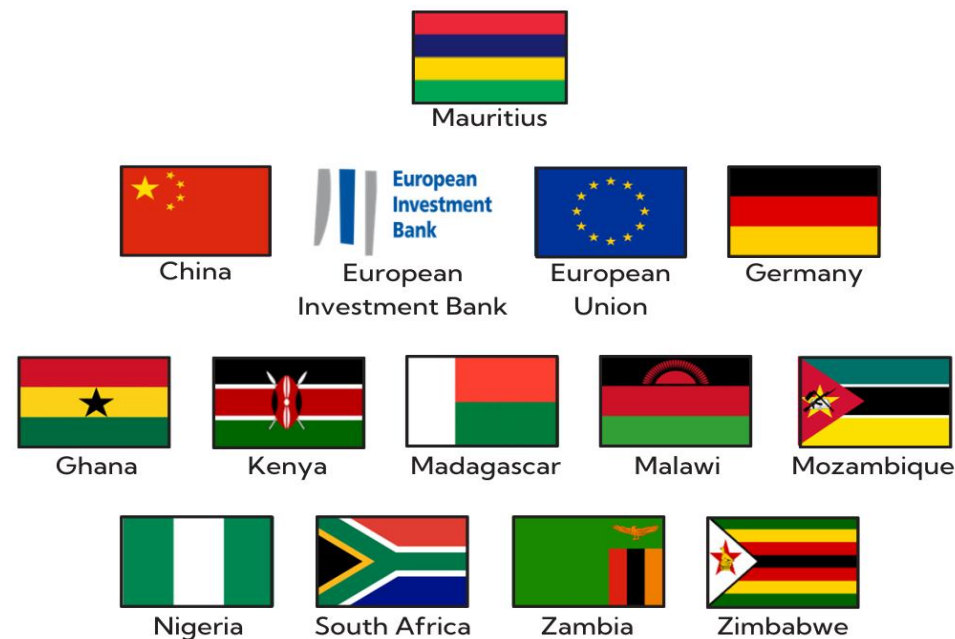 Mauritius
European
Investment
Bank
China
European
Investment Bank
European
Union
Germany
Ghana
Kenya
Madagascar
Malawi
Mozambique
Nigeria
South Africa
Zambia
Zimbabwe